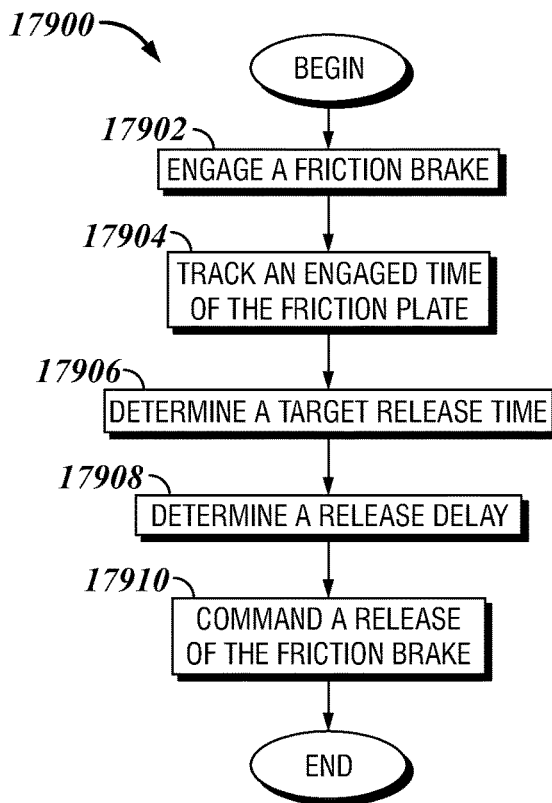 17900
BEGIN
17902
ENGAGE A FRICTION BRAKE
17904
TRACK AN ENGAGED TIME
OF THE FRICTION PLATE
17906
DETERMINE A TARGET RELEASE TIME
17908
DETERMINE A RELEASE DELAY
17910
COMMAND A RELEASE
OF THE FRICTION BRAKE
END